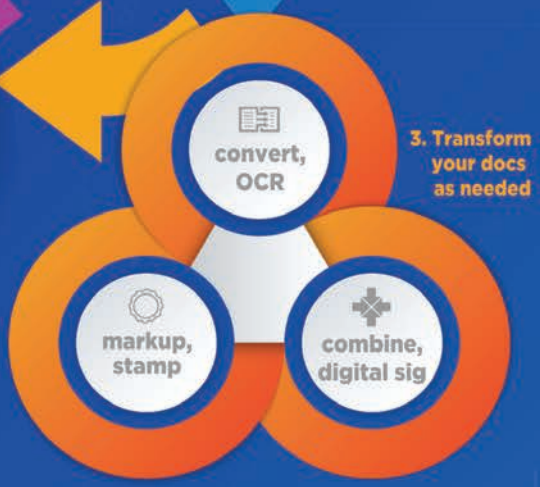 convert,
OCR
3. Transform
your docs
as needed
markup,
stamp
combine,
digital sig